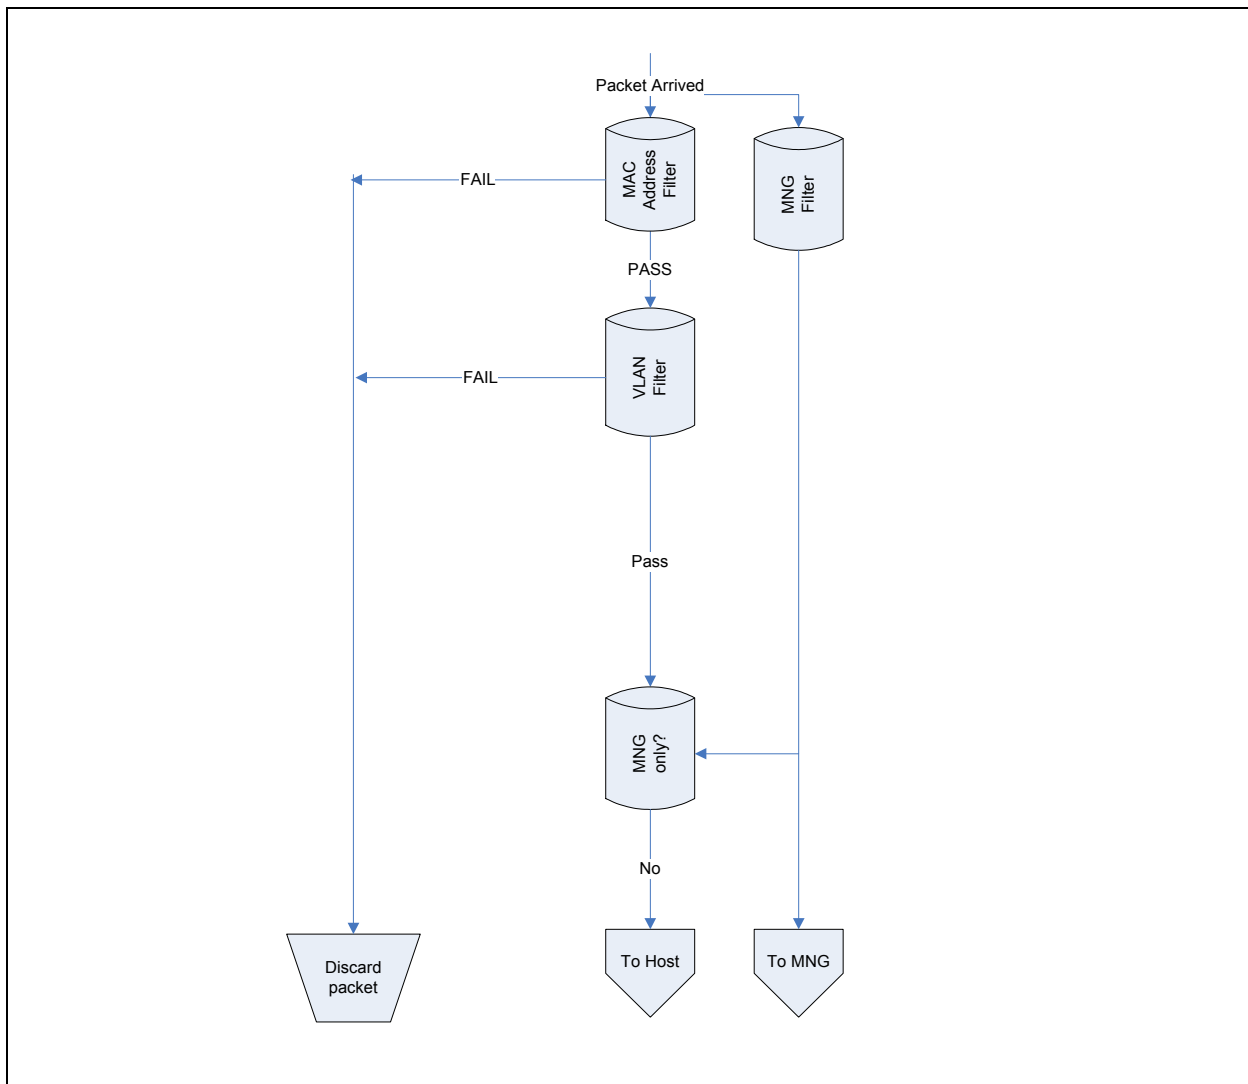 Packet Arrived
MAC
Address
Filter
MNG
Filter
FAIL
PASS
VLAN
Filter
FAIL
Pass
MNG
only?
No
Discard
packet
To Host
To MNG